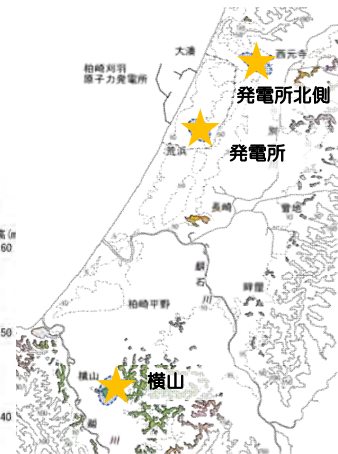 大湊
西元寺
柏崎刈羽
原子力発電所
発電所北側
発電所
荒浜
長崎
曽地
60
鯖石川
柏崎平野
50
横山
横山
40
川